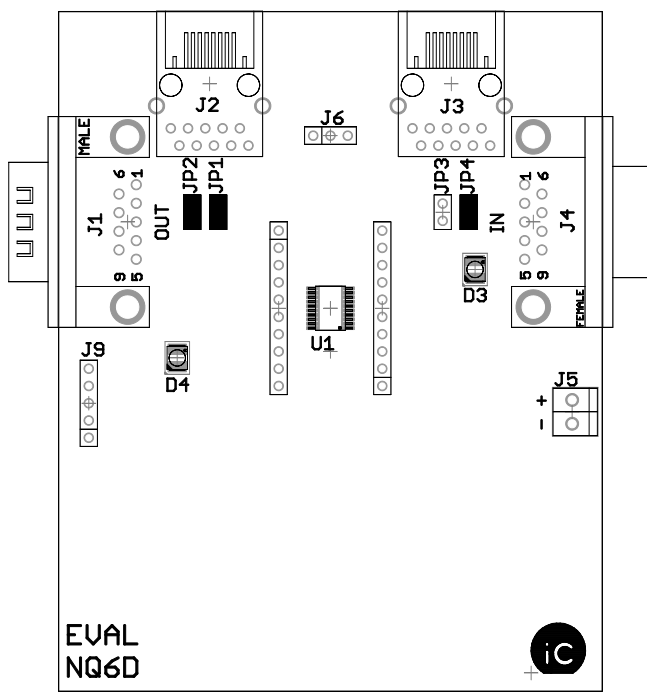 J2
J3
J6
MALE
JP2
JP1
JP3
JP4
6 1
1 6
J1
OUT
IN
J4
9 5
5 9
D3
FEMALE
U1
J9
D4
J5
+
-
EVAL
NQ6D
iC